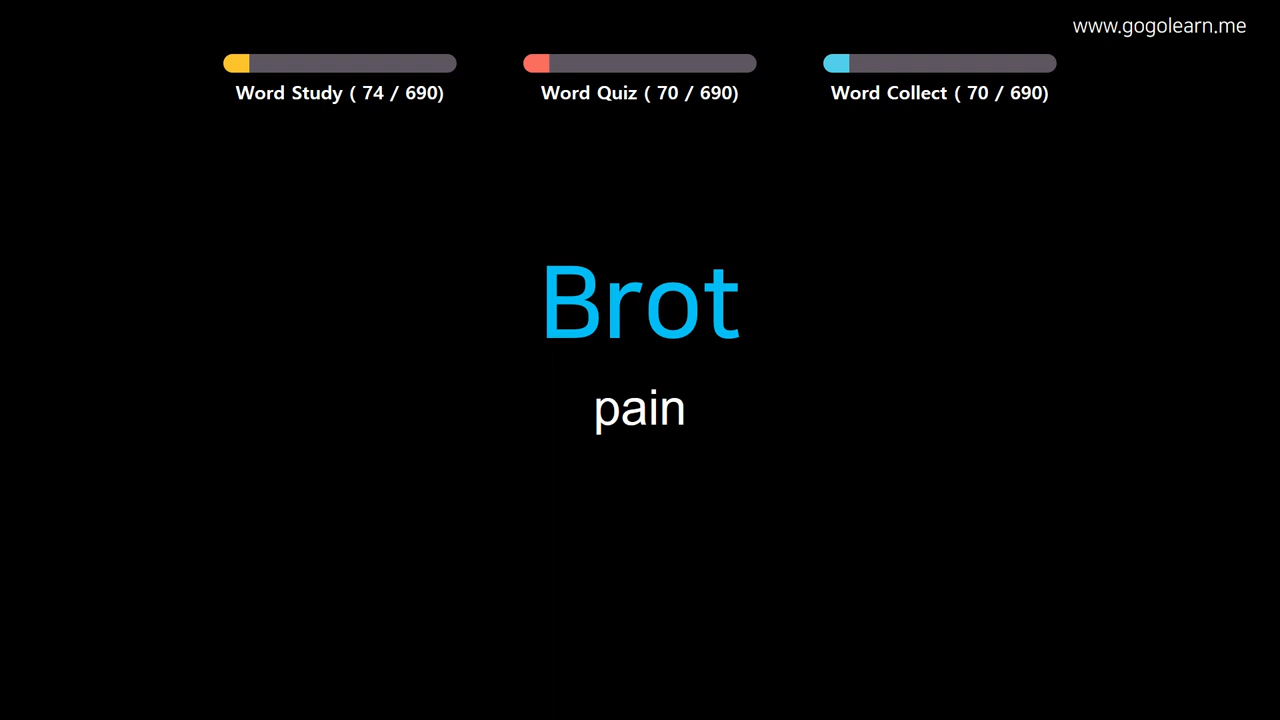 www.gogolearn.me
Word Study ( 74 / 690)
Word Quiz ( 70 / 690)
Word Collect ( 70 / 690)
Brot
pain